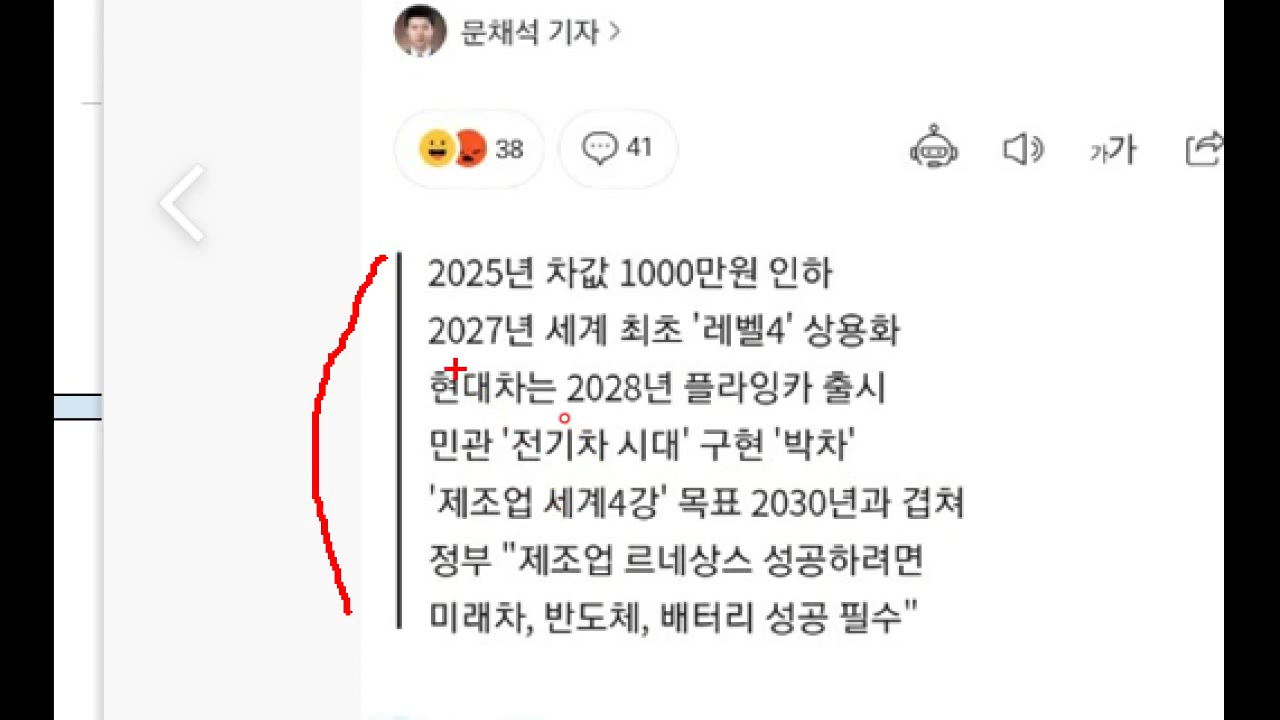 문채석 기자 >
38 41 가가
2025년 차값 1000만원 인하
2027년 세계 최초 '레벨4' 상용화
현대차는 2028년 플라잉카 출시
민관 '전기차 시대' 구현 '박차'
'제조업 세계4강' 목표 2030년과 겹쳐
정부 "제조업 르네상스 성공하려면
미래차, 반도체, 배터리 성공 필수"